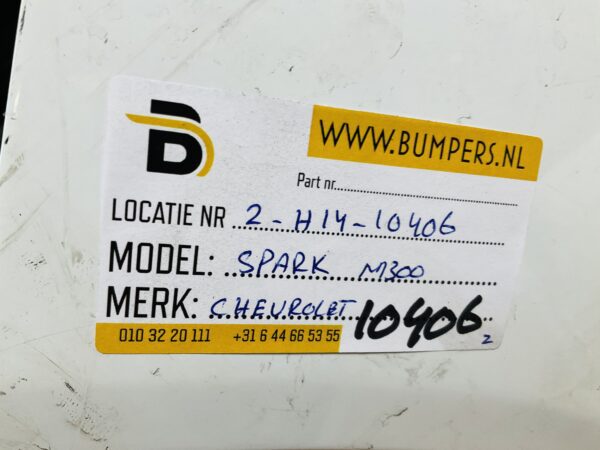 B
WWW.BUMPERS.NL
Part nr.
LOCATIE NR 2-H14-10406
MODEL: SPARK M300
MERK: CHEVROLET 10406
2
010 32 20 111 +31 6 44 66 53 55